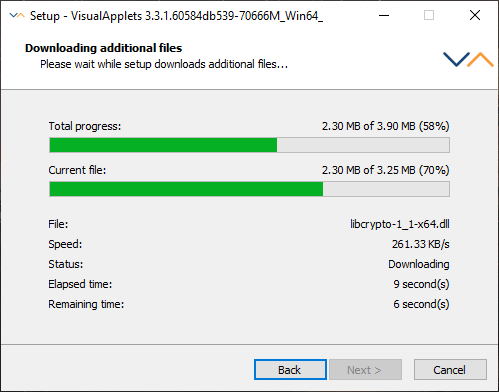 Setup - VisualApplets 3.3.1.60584db539-70666M_Win64_
Downloading additional files
Please wait while setup downloads additional files...
Total progress: 2.30 MB of 3.90 MB (58%)
Current file: 2.30 MB of 3.25 MB (70%)
File: libcrypto-1_1-x64.dll
Speed: 261.33 KB/s
Status: Downloading
Elapsed time: 9 second(s)
Remaining time: 6 second(s)
Back Next > Cancel